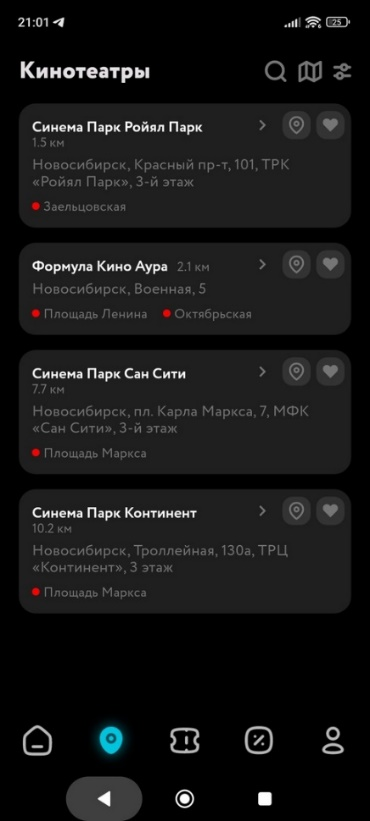 21:01
25
Кинотеатры
Синема Парк Ройял Парк
1.5 км
Новосибирск, Красный пр-т, 101, ТРК
«Ройял Парк», 3-й этаж
Заельцовская
Формула Кино Аура 2.1 км
Новосибирск, Военная, 5
Площадь Ленина Октябрьская
Синема Парк Сан Сити
7.7 км
Новосибирск, пл. Карла Маркса, 7, МФК
«Сан Сити», 3-й этаж
Площадь Маркса
Синема Парк Континент
10.2 км
Новосибирск, Троллейная, 130а, ТРЦ
«Континент», 3 этаж
Площадь Маркса